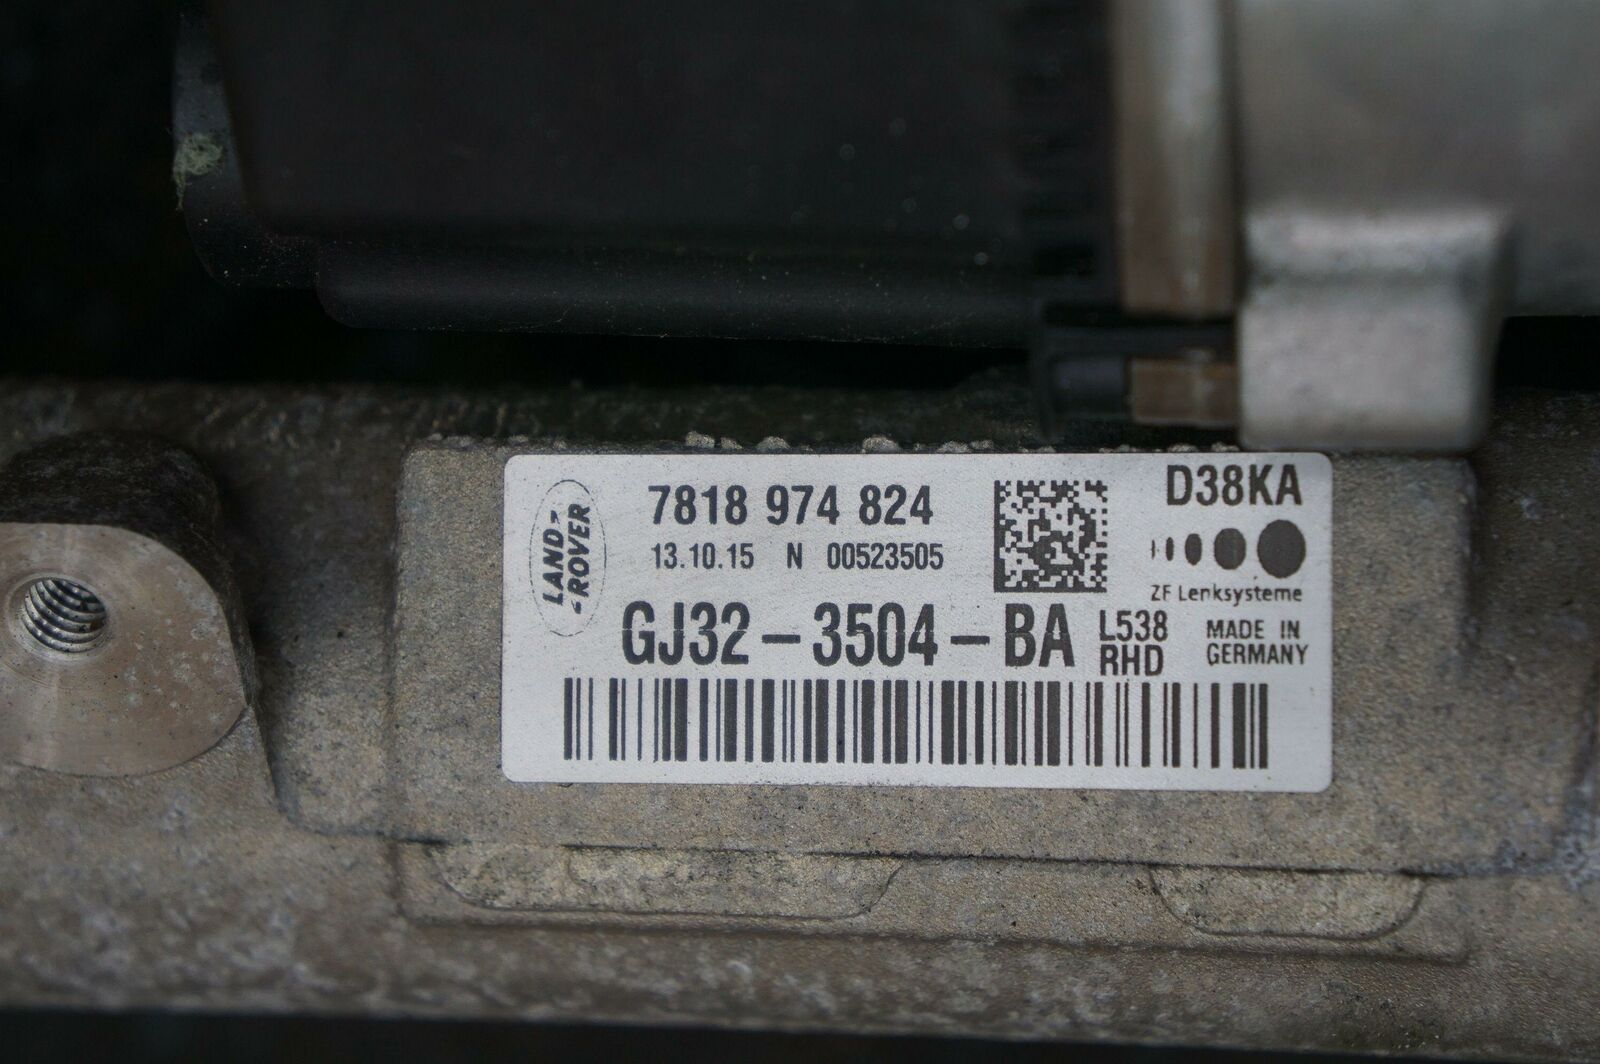 LAND
ROVER
7818 974 824
13.10.15 N 00523505
D38KA
ZF Lenksysteme
GJ32-3504-BA
L538
RHD
MADE IN
GERMANY